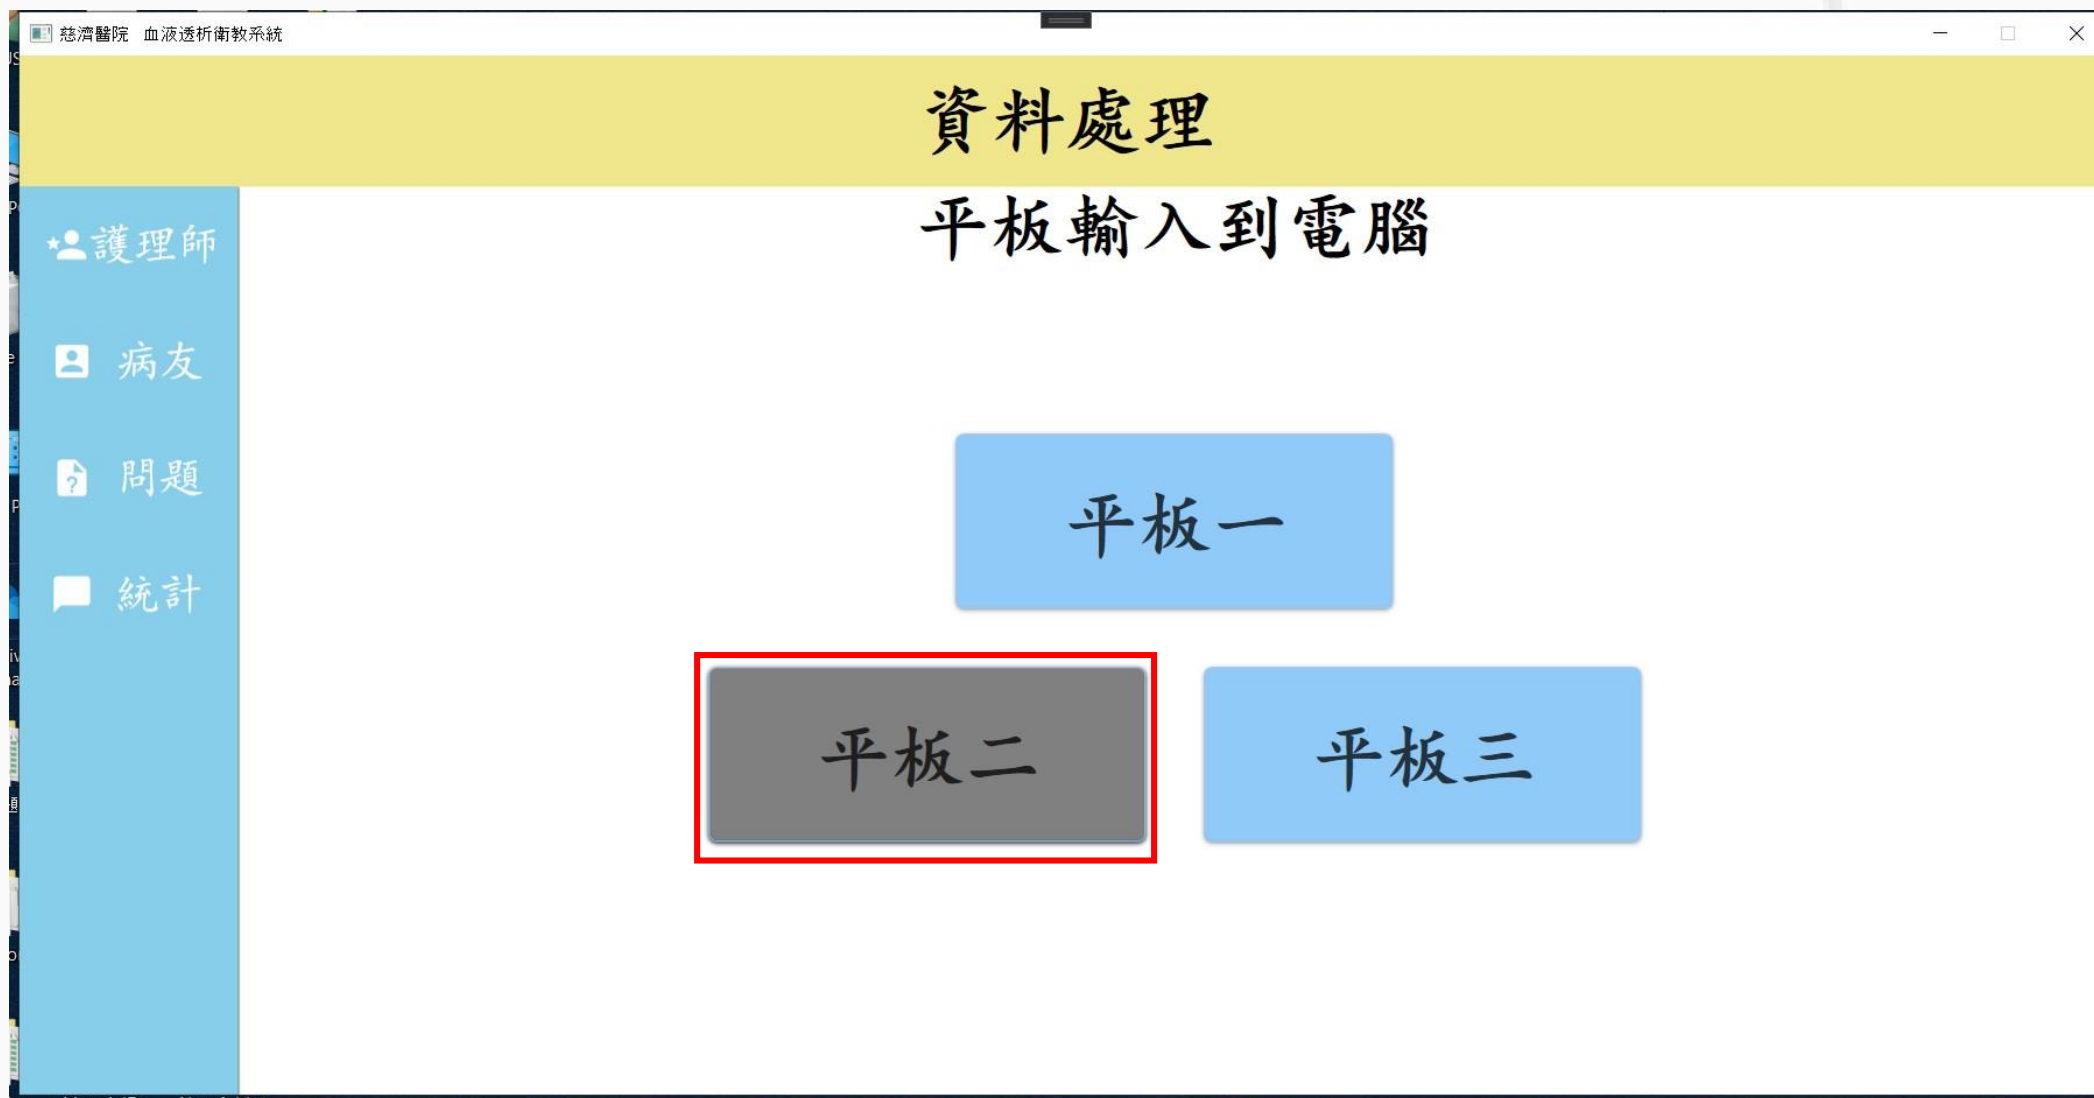 慈濟醫院 血液透析衛教系統
資料處理
平板輸入到電腦
護理師
病友
問題
統計
平板一
平板二
平板三